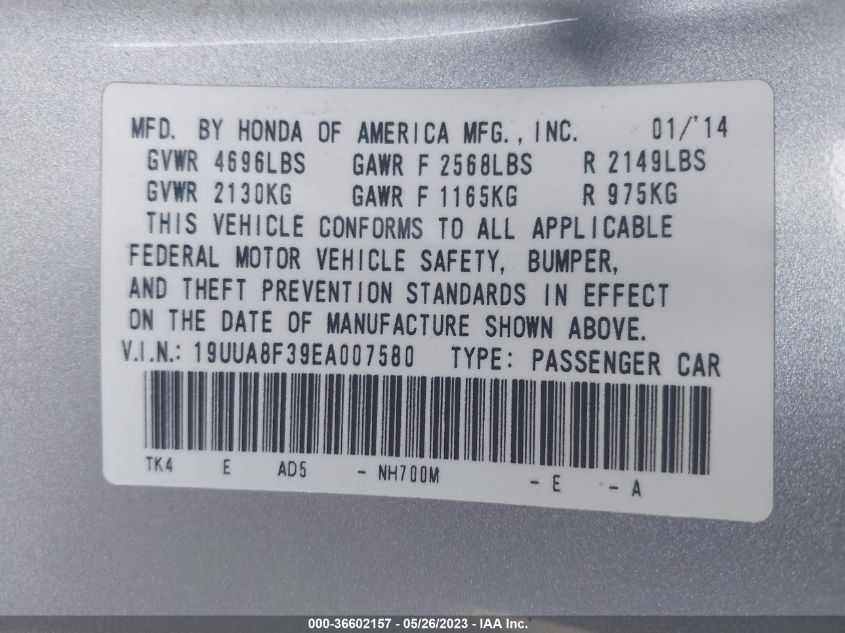 MFD. BY HONDA OF AMERICA MFG., INC. 01/'14
GVWR 4696LBS GAWR F 2568LBS R 2149LBS
GVWR 2130KG GAWR F 1165KG R 975KG
THIS VEHICLE CONFORMS TO ALL APPLICABLE
FEDERAL MOTOR VEHICLE SAFETY, BUMPER,
AND THEFT PREVENTION STANDARDS IN EFFECT
ON THE DATE OF MANUFACTURE SHOWN ABOVE.
V.I.N.: 19UUA8F39EA007580 TYPE: PASSENGER CAR
TK4 E AD5 - NH700M - E - A
000-36602157 - 05/26/2023 - IAA Inc.